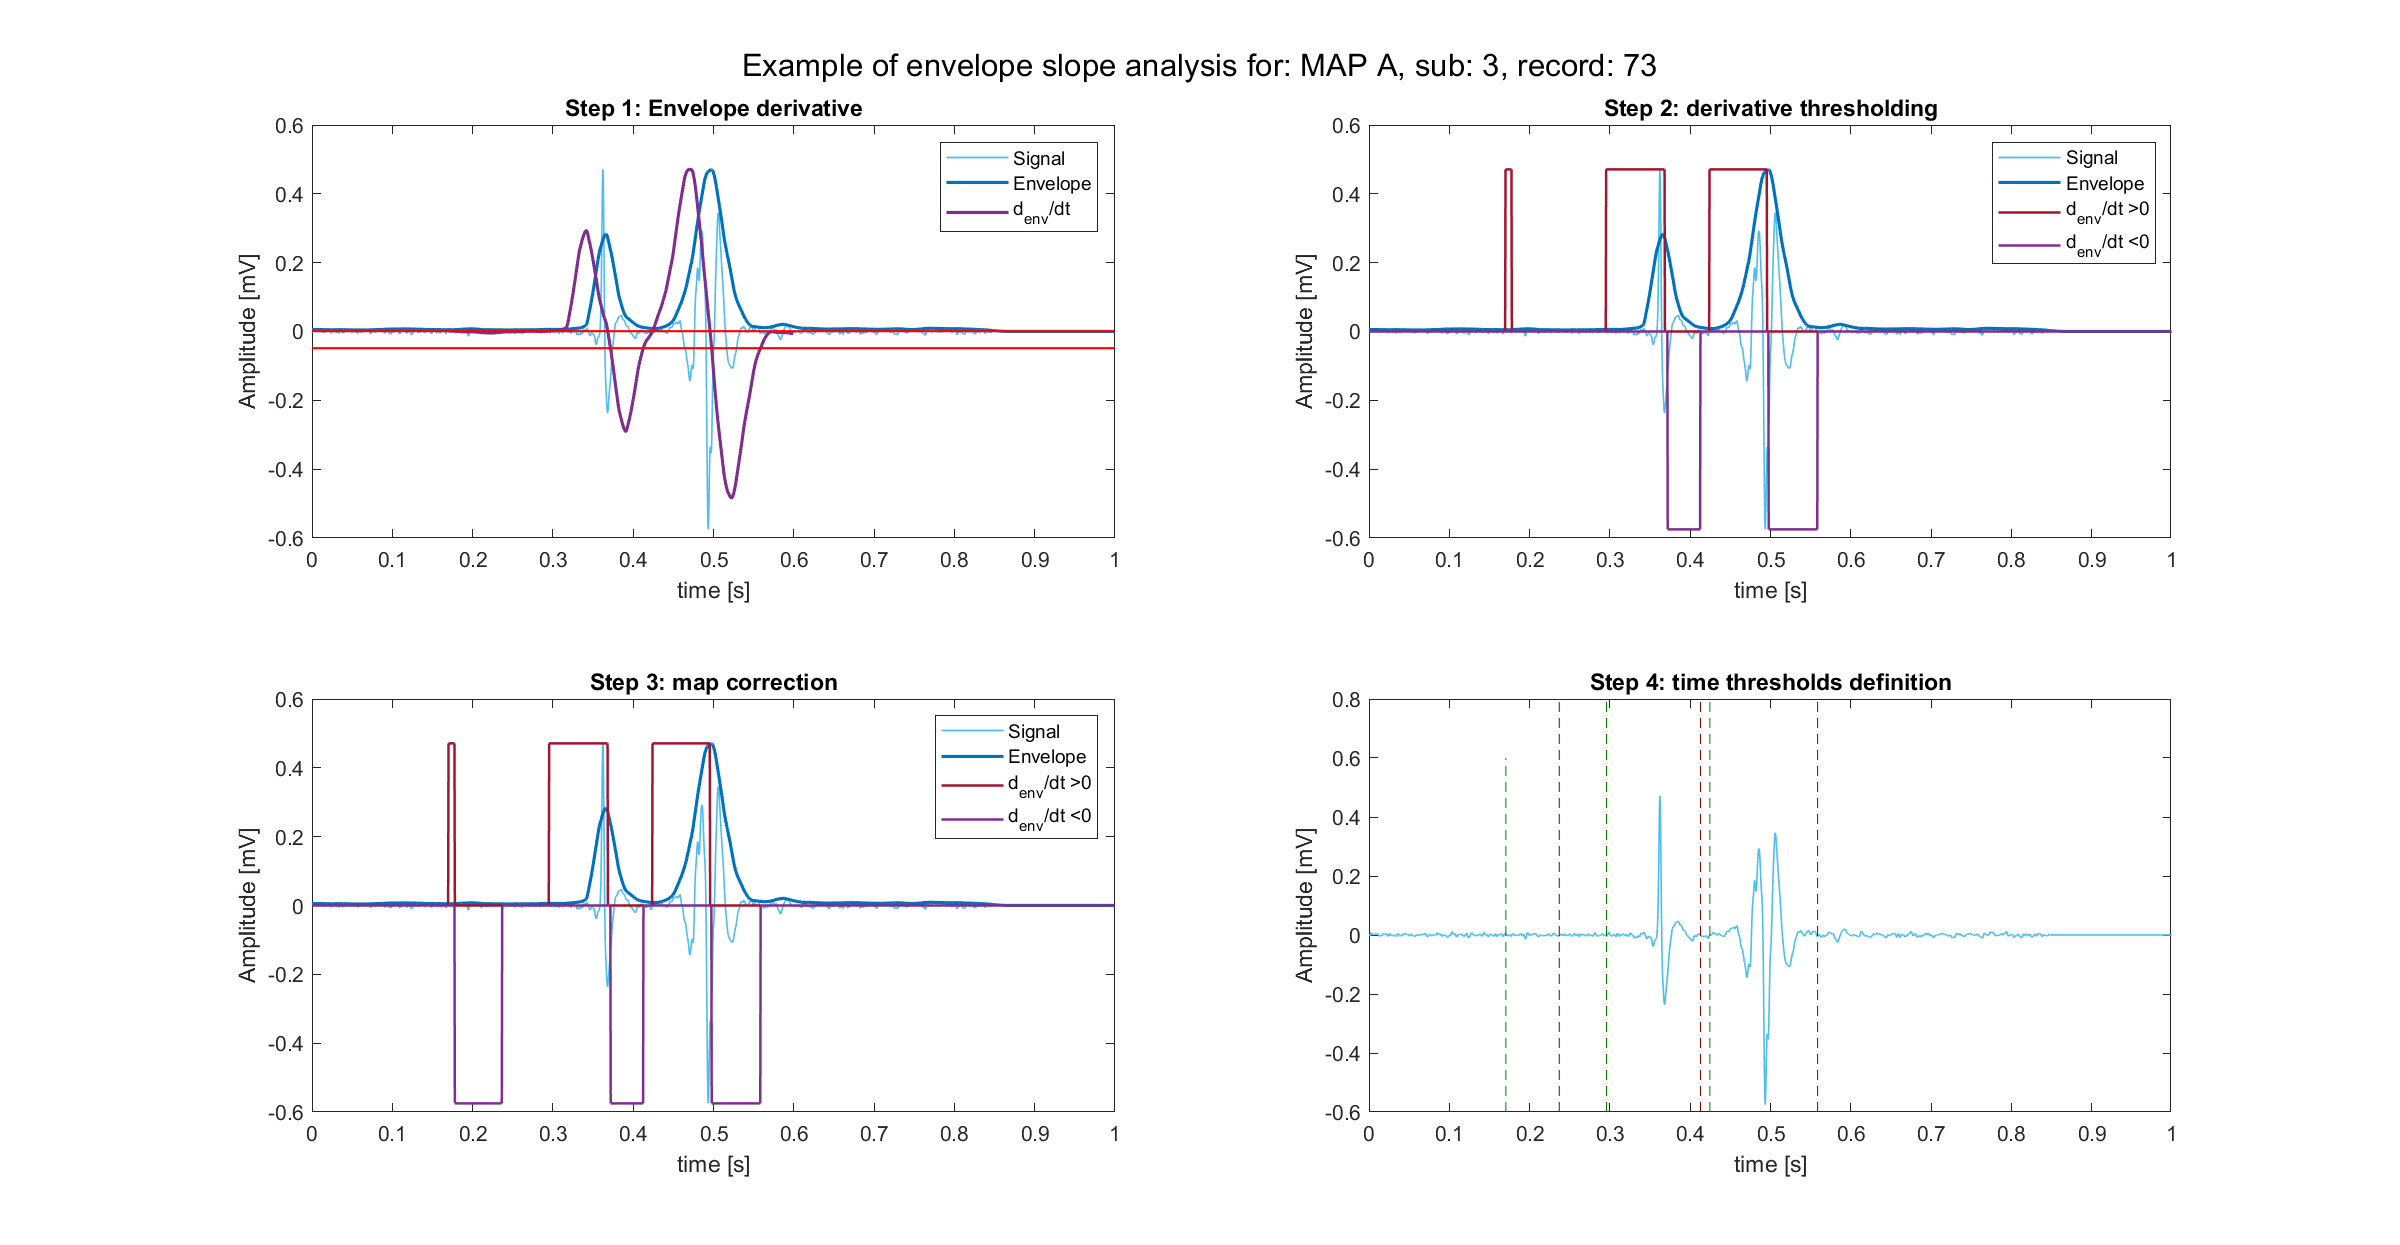 Example of envelope slope analysis for: MAP A, sub: 3, record: 73
Step 1: Envelope derivative
0.6
0.4
0.2
0
-0.2
-0.4
-0.6
Amplitude [mV]
0 0.1 0.2 0.3 0.4 0.5 0.6 0.7 0.8 0.9 1
time [s]
Signal
Envelope
d_env/dt
Step 2: derivative thresholding
0.6
0.4
0.2
0
-0.2
-0.4
-0.6
Amplitude [mV]
0 0.1 0.2 0.3 0.4 0.5 0.6 0.7 0.8 0.9 1
time [s]
Signal
Envelope
d_env/dt >0
d_env/dt <0
Step 3: map correction
0.6
0.4
0.2
0
-0.2
-0.4
-0.6
Amplitude [mV]
0 0.1 0.2 0.3 0.4 0.5 0.6 0.7 0.8 0.9 1
time [s]
Signal
Envelope
d_env/dt >0
d_env/dt <0
Step 4: time thresholds definition
0.8
0.6
0.4
0.2
0
-0.2
-0.4
-0.6
Amplitude [mV]
0 0.1 0.2 0.3 0.4 0.5 0.6 0.7 0.8 0.9 1
time [s]